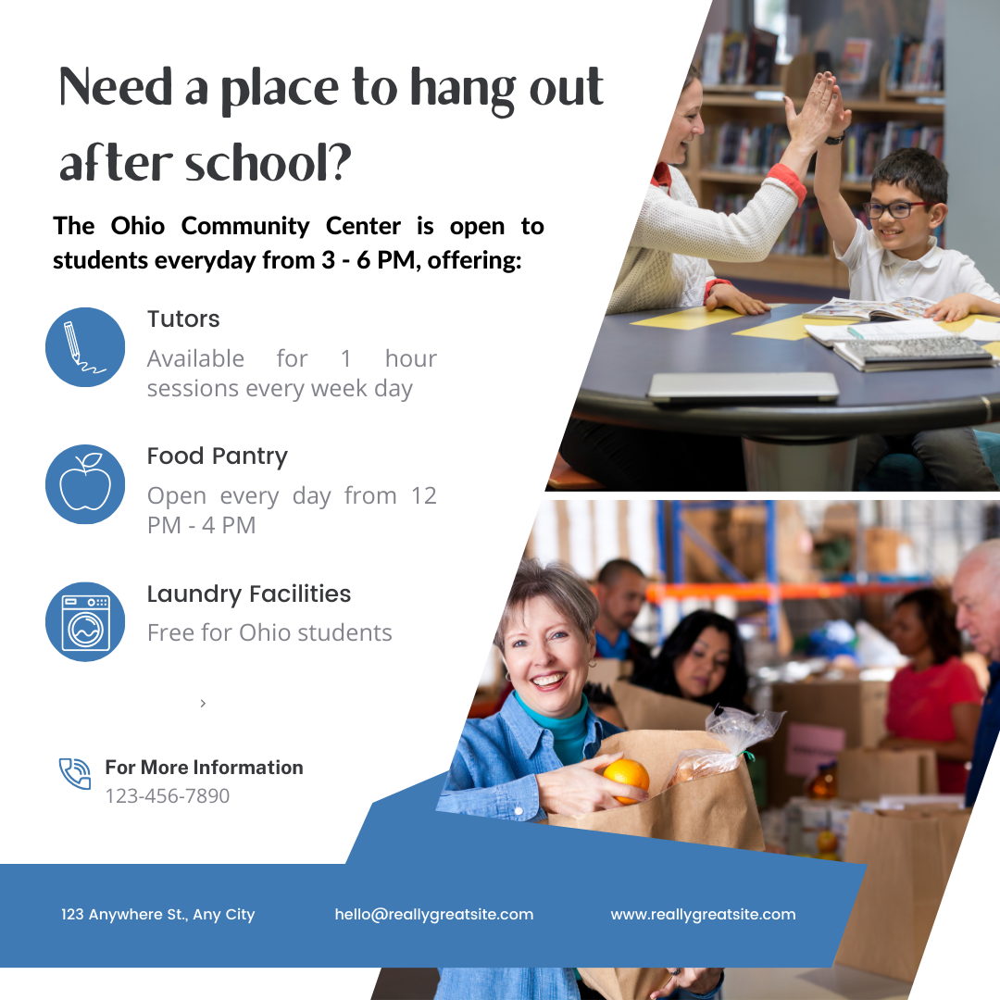 Need a place to hang out
after school?
The Ohio Community Center is open to
students everyday from 3 - 6 PM, offering:
Tutors
Available for 1 hour
sessions every week day
Food Pantry
Open every day from 12
PM - 4 PM
Laundry Facilities
Free for Ohio students
For More Information
123-456-7890
123 Anywhere St., Any City
hello@reallygreatsite.com
www.reallygreatsite.com